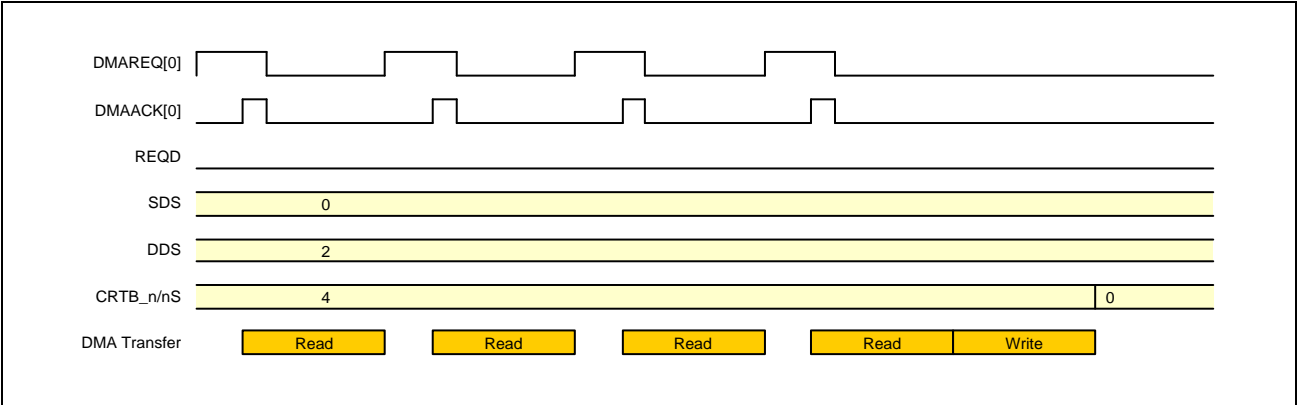 DMAREQ[0]
DMAACK[0]
REQD
SDS 0
DDS 2
CRTB_n/nS 4 0
DMA Transfer Read Read Read Read Write